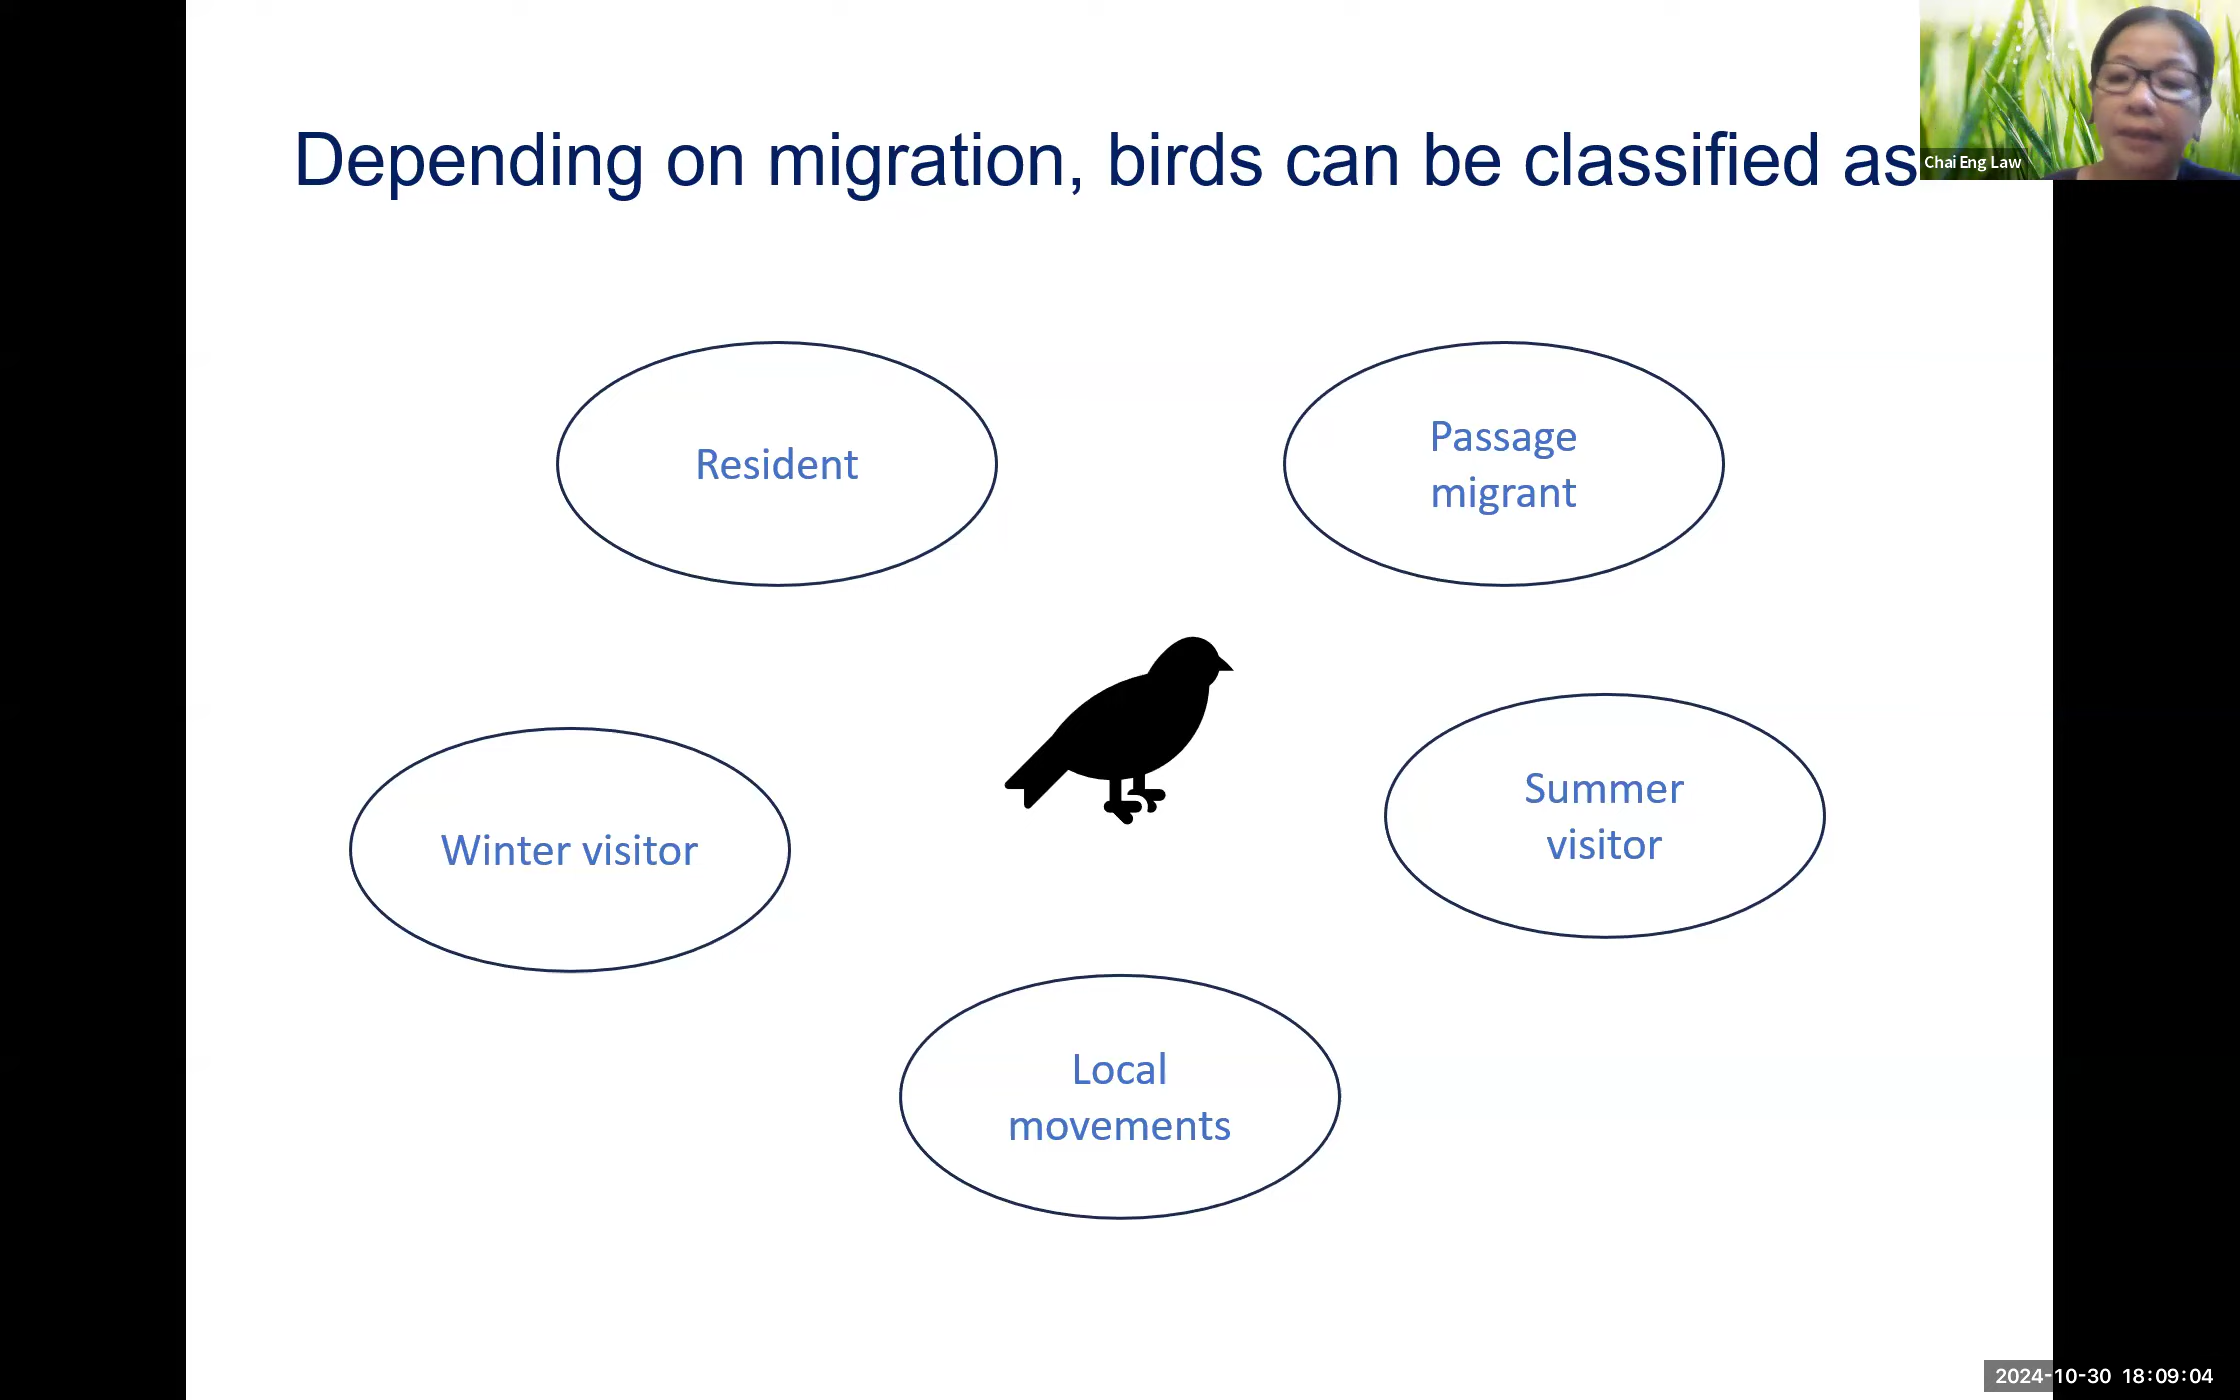 Depending on migration, birds can be classified as
Chai Eng Law
Resident
Passage
migrant
Winter visitor
Summer
visitor
Local
movements
2024-10-30 18:09:04